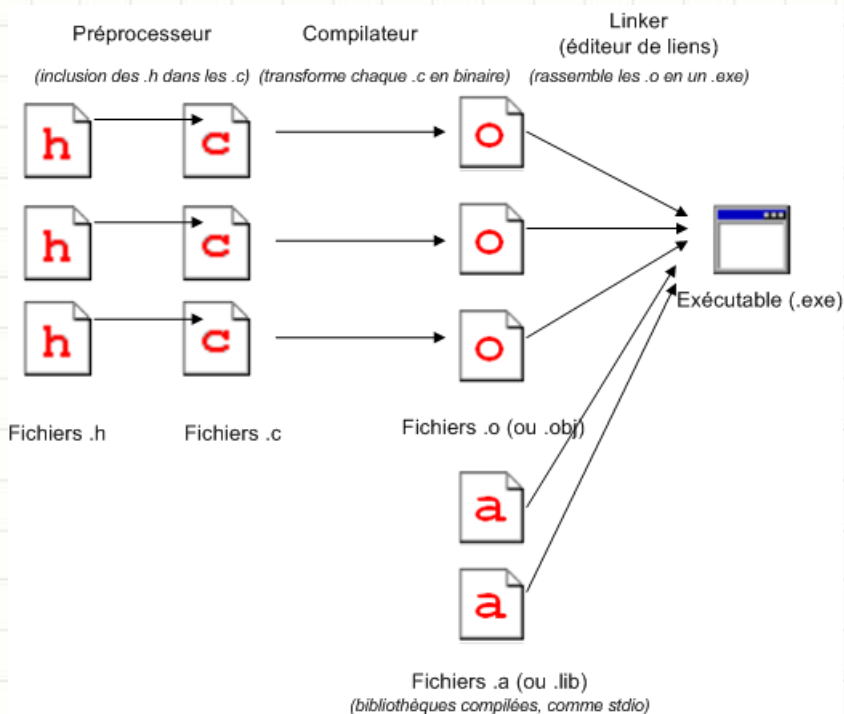 Préprocesseur
Compilateur
Linker
(éditeur de liens)
(inclusion des .h dans les .c)
(transforme chaque .c en binaire)
(rassemble les .o en un .exe)
h
c
o
h
c
o
Exécutable (.exe)
h
c
o
Fichiers .h
Fichiers .c
Fichiers .o (ou .obj)
a
a
Fichiers .a (ou .lib)
(bibliothèques compilées, comme stdio)